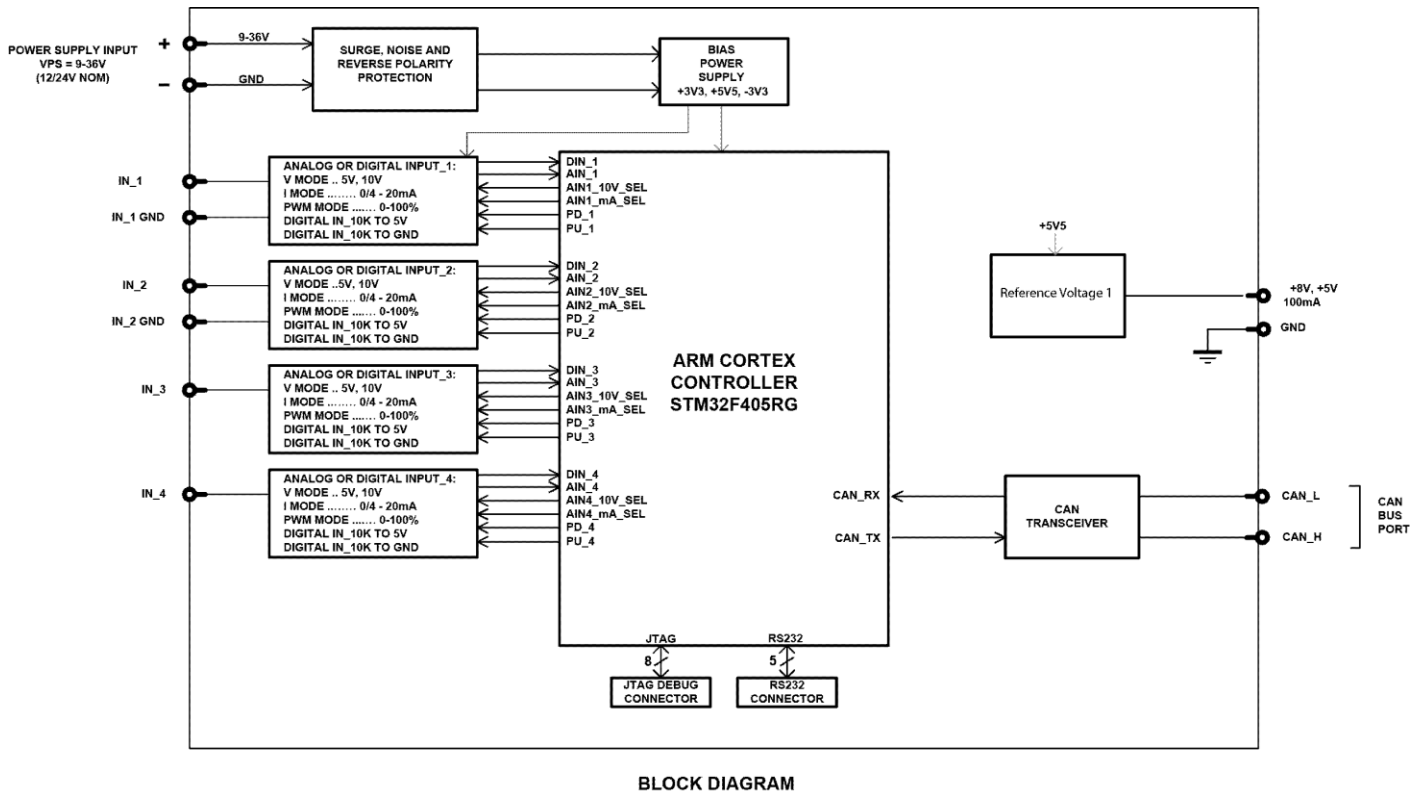 POWER SUPPLY INPUT
VPS = 9-36V
(12/24V NOM)
+
−
9-36V
GND
SURGE, NOISE AND
REVERSE POLARITY
PROTECTION
BIAS
POWER
SUPPLY
+3V3, +5V5, -3V3
IN_1
IN_1 GND
ANALOG OR DIGITAL INPUT_1:
V MODE .. 5V, 10V
I MODE ........ 0/4 - 20mA
PWM MODE ....... 0-100%
DIGITAL IN_10K TO 5V
DIGITAL IN_10K TO GND
DIN_1
AIN_1
AIN1_10V_SEL
AIN1_mA_SEL
PD_1
PU_1
IN_2
IN_2 GND
ANALOG OR DIGITAL INPUT_2:
V MODE ..5V, 10V
I MODE ........ 0/4 - 20mA
PWM MODE ....... 0-100%
DIGITAL IN_10K TO 5V
DIGITAL IN_10K TO GND
DIN_2
AIN_2
AIN2_10V_SEL
AIN2_mA_SEL
PD_2
PU_2
IN_3
ANALOG OR DIGITAL INPUT_3:
V MODE .. 5V, 10V
I MODE ........ 0/4 - 20mA
PWM MODE ....... 0-100%
DIGITAL IN_10K TO 5V
DIGITAL IN_10K TO GND
DIN_3
AIN_3
AIN3_10V_SEL
AIN3_mA_SEL
PD_3
PU_3
IN_4
ANALOG OR DIGITAL INPUT_4:
V MODE .. 5V, 10V
I MODE ........ 0/4 - 20mA
PWM MODE ....... 0-100%
DIGITAL IN_10K TO 5V
DIGITAL IN_10K TO GND
DIN_4
AIN_4
AIN4_10V_SEL
AIN4_mA_SEL
PD_4
PU_4
ARM CORTEX
CONTROLLER
STM32F405RG
+5V5
Reference Voltage 1
+8V, +5V
100mA
GND
CAN_RX
CAN_TX
CAN
TRANSCEIVER
CAN_L
CAN_H
CAN
BUS
PORT
JTAG
8
JTAG DEBUG
CONNECTOR
RS232
5
RS232
CONNECTOR
BLOCK DIAGRAM